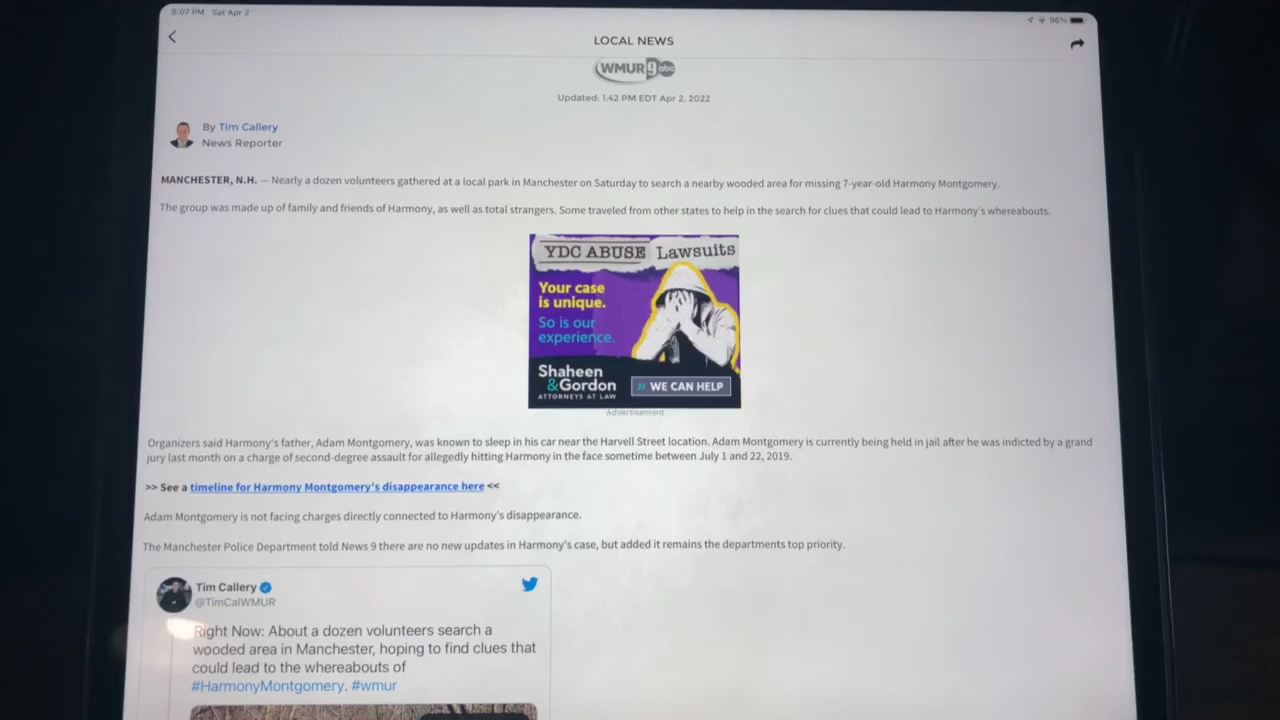 6:07 PM Sat Apr 2
96%
LOCAL NEWS
WMUR 9 abc
Updated: 1:42 PM EDT Apr 2, 2022
By Tim Callery
News Reporter
MANCHESTER, N.H. — Nearly a dozen volunteers gathered at a local park in Manchester on Saturday to search a nearby wooded area for missing 7-year-old Harmony Montgomery.
The group was made up of family and friends of Harmony, as well as total strangers. Some traveled from other states to help in the search for clues that could lead to Harmony's whereabouts.
YDC ABUSE Lawsuits
Your case
is unique.
So is our
experience.
Shaheen
&Gordon
ATTORNEYS AT LAW
» WE CAN HELP
Advertisement
Organizers said Harmony's father, Adam Montgomery, was known to sleep in his car near the Harvell Street location. Adam Montgomery is currently being held in jail after he was indicted by a grand
jury last month on a charge of second-degree assault for allegedly hitting Harmony in the face sometime between July 1 and 22, 2019.
>> See a timeline for Harmony Montgomery's disappearance here <<
Adam Montgomery is not facing charges directly connected to Harmony's disappearance.
The Manchester Police Department told News 9 there are no new updates in Harmony's case, but added it remains the departments top priority.
Tim Callery
@TimCalWMUR
Right Now: About a dozen volunteers search a
wooded area in Manchester, hoping to find clues that
could lead to the whereabouts of
#HarmonyMontgomery. #wmur